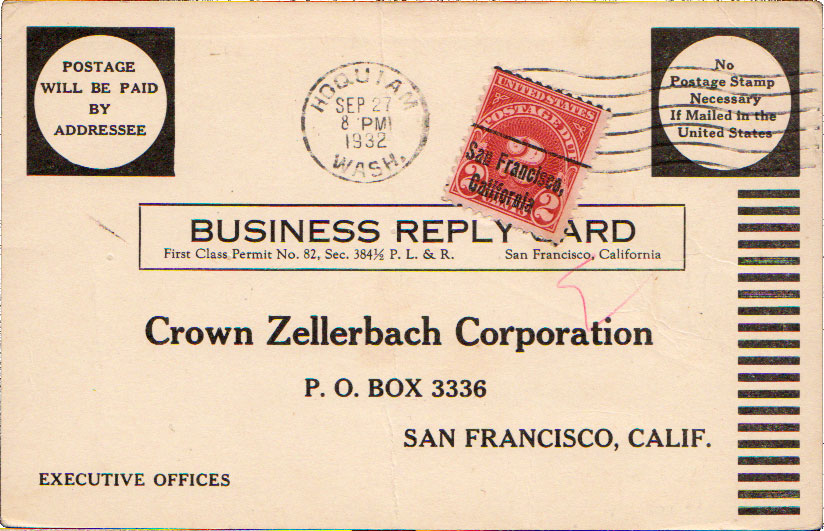 POSTAGE
WILL BE PAID
BY
ADDRESSEE
HOQUIAM
SEP 27
8 PM
1932
WASH.
UNITED STATES
POSTAGE DUE
2
San Francisco,
California
2 2
No
Postage Stamp
Necessary
If Mailed in the
United States
BUSINESS REPLY CARD
First Class Permit No. 82, Sec. 384½ P. L. & R. San Francisco, California
Crown Zellerbach Corporation
P. O. BOX 3336
SAN FRANCISCO, CALIF.
EXECUTIVE OFFICES